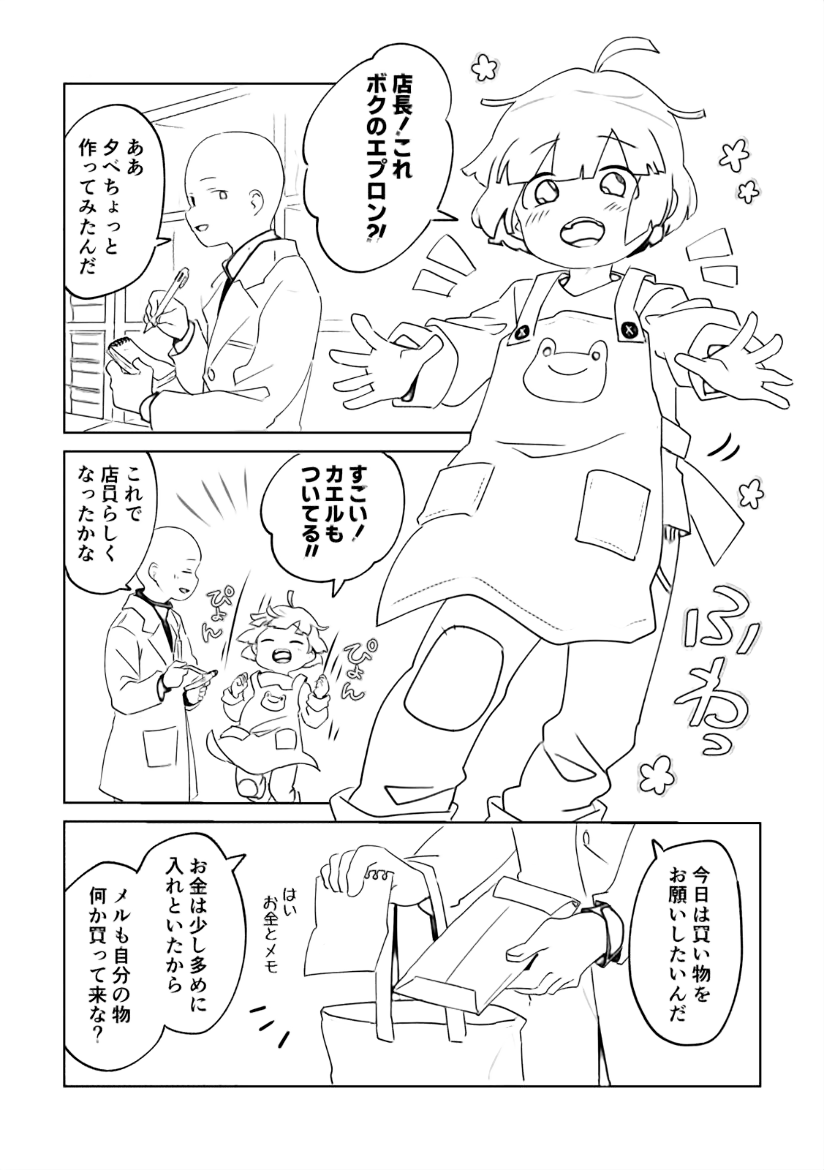 店長！これ
ボクのエプロン⁈
ああ
夕べちょっと
作ってみたんだ
ふわっ
すごい！
カエルも
ついてる‼
これで
店員らしく
なったかな
ぴょん
ぴょん
今日は買い物を
お願いしたいんだ
はい
お金とメモ
お金は少し多めに
入れといたから
メルも自分の物
何か買って来な？